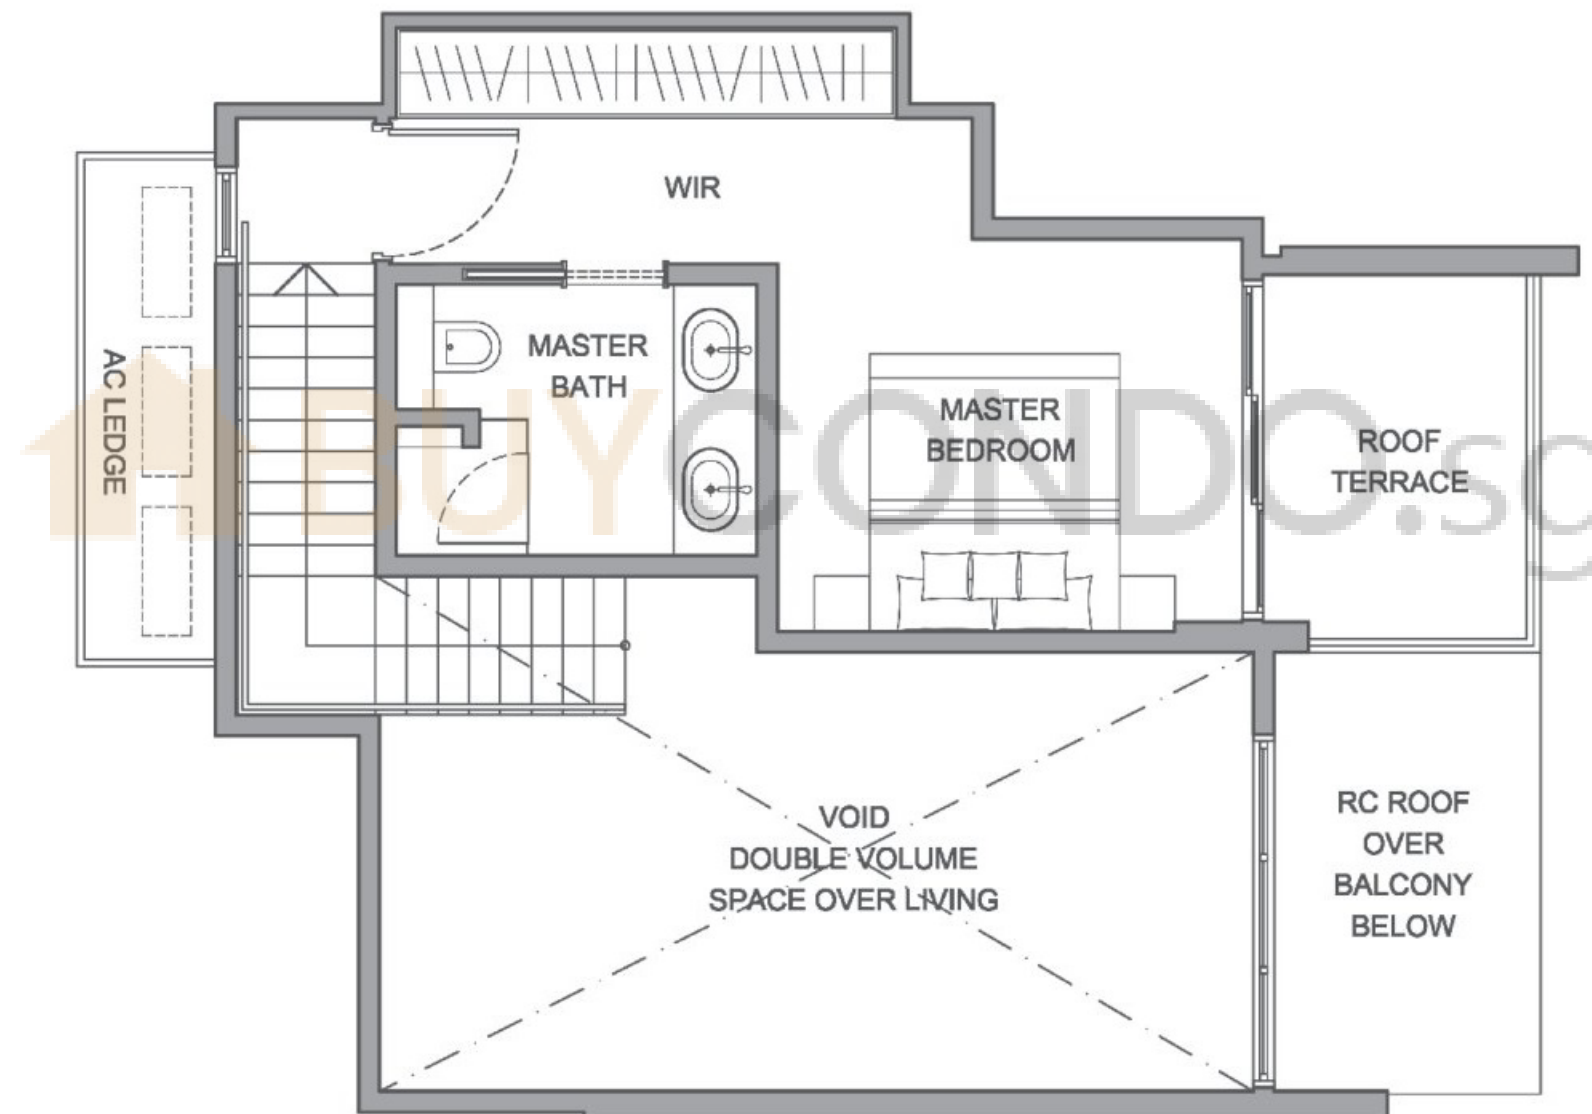 WIR
MASTER
BATH
AC LEDGE
MASTER
BEDROOM
ROOF
TERRACE
BUYCONDO.sg
VOID
DOUBLE VOLUME
SPACE OVER LIVING
RC ROOF
OVER
BALCONY
BELOW